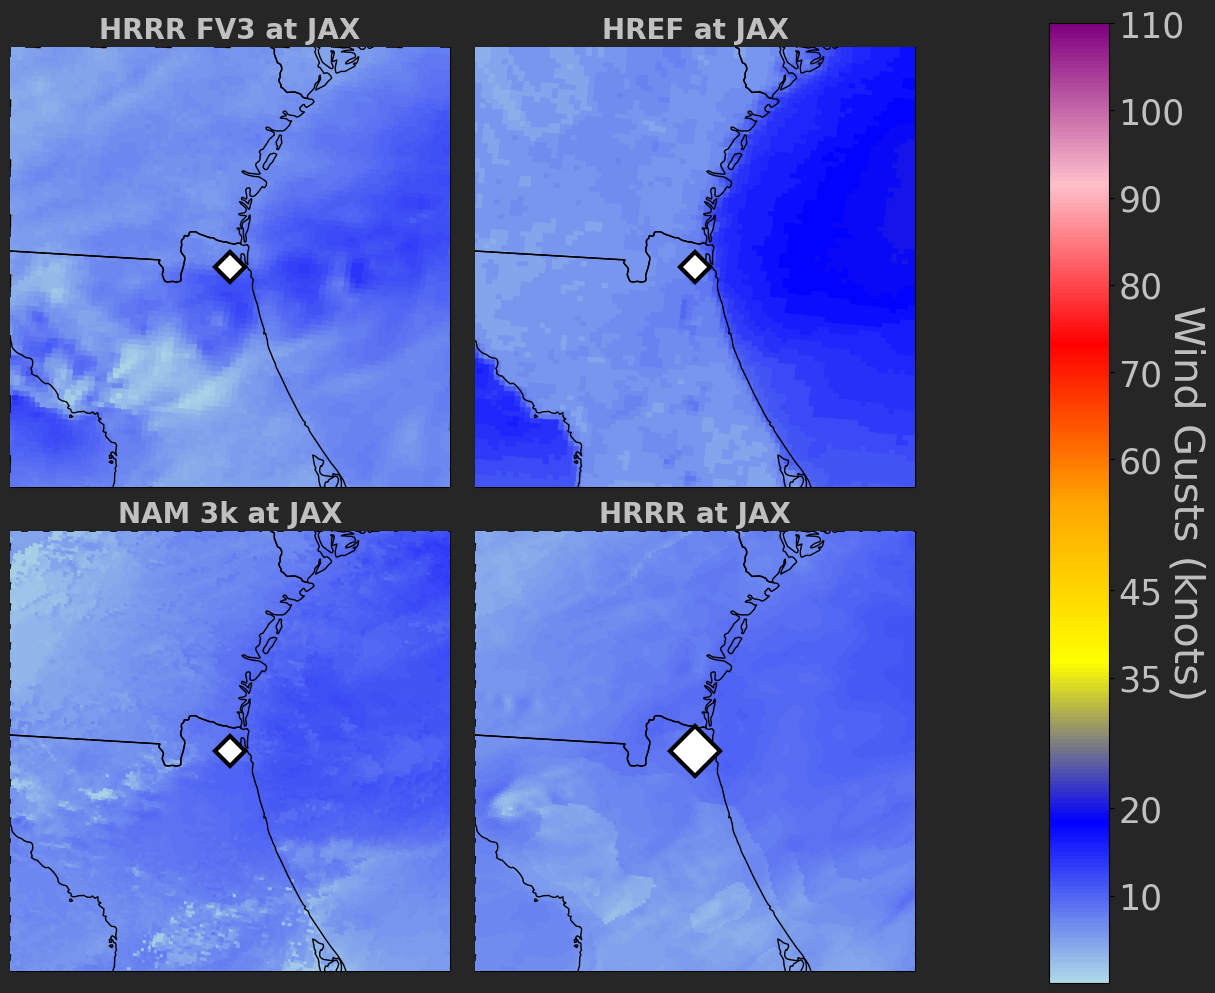 HRRR FV3 at JAX
HREF at JAX
NAM 3k at JAX
HRRR at JAX
110
100
90
80
70
60
45
35
20
10
Wind Gusts (knots)